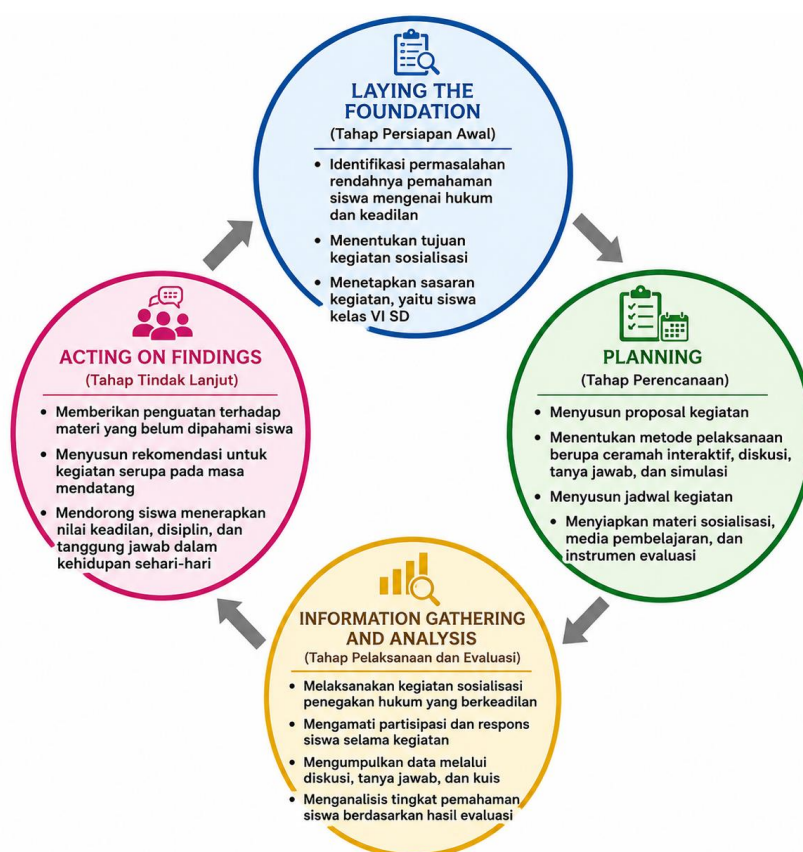 LAYING THE
FOUNDATION
(Tahap Persiapan Awal)
• Identifikasi permasalahan
rendahnya pemahaman
siswa mengenai hukum
dan keadilan
• Menentukan tujuan
kegiatan sosialisasi
• Menetapkan sasaran
kegiatan, yaitu siswa
kelas VI SD
PLANNING
(Tahap Perencanaan)
• Menyusun proposal kegiatan
• Menentukan metode pelaksanaan
berupa ceramah interaktif, diskusi,
tanya jawab, dan simulasi
• Menyusun jadwal kegiatan
• Menyiapkan materi sosialisasi,
media pembelajaran, dan
instrumen evaluasi
INFORMATION GATHERING
AND ANALYSIS
(Tahap Pelaksanaan dan Evaluasi)
• Melaksanakan kegiatan sosialisasi
penegakan hukum yang berkeadilan
• Mengamati partisipasi dan respons
siswa selama kegiatan
• Mengumpulkan data melalui
diskusi, tanya jawab, dan kuis
• Menganalisis tingkat pemahaman
siswa berdasarkan hasil evaluasi
ACTING ON FINDINGS
(Tahap Tindak Lanjut)
• Memberikan penguatan terhadap
materi yang belum dipahami siswa
• Menyusun rekomendasi untuk
kegiatan serupa pada masa
mendatang
• Mendorong siswa menerapkan
nilai keadilan, disiplin, dan
tanggung jawab dalam
kehidupan sehari-hari